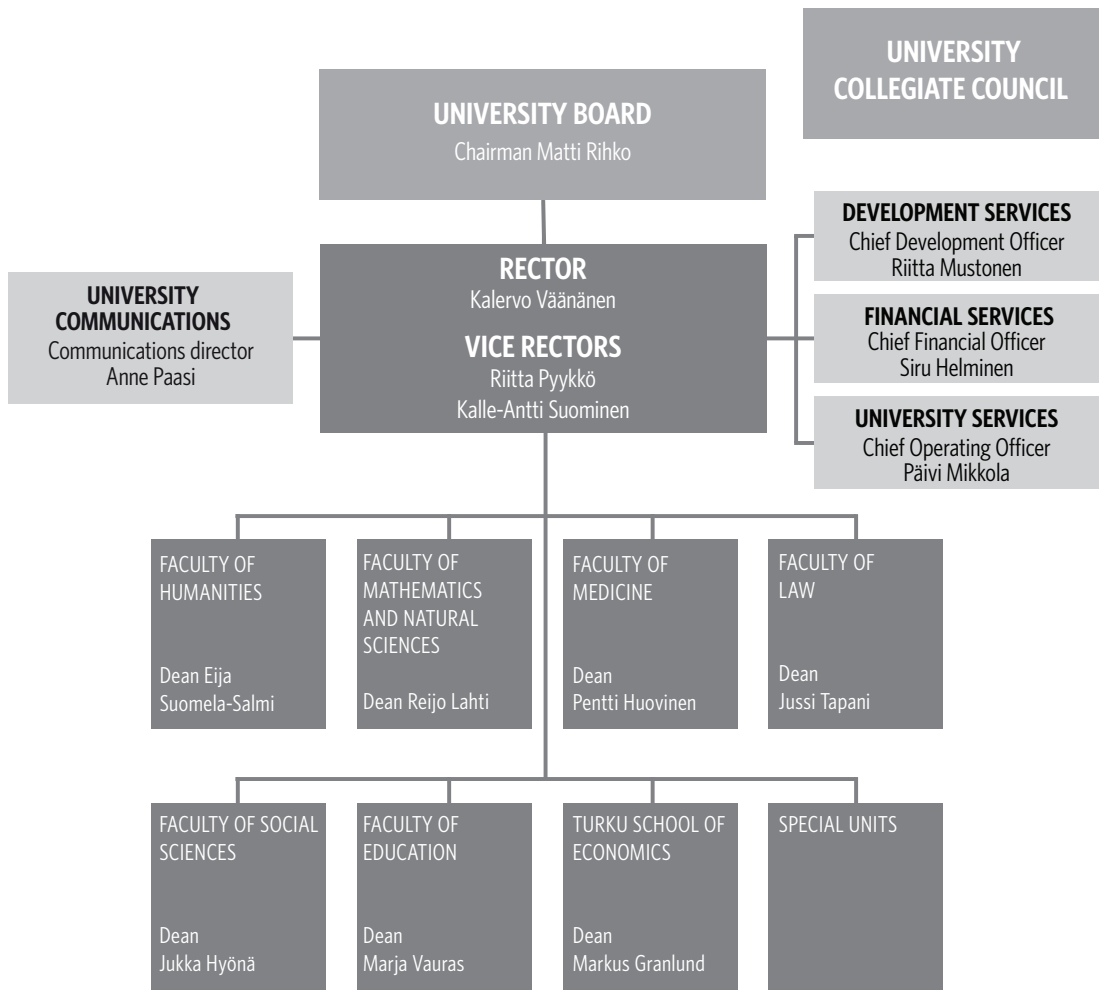 UNIVERSITY
COLLEGIATE COUNCIL
UNIVERSITY BOARD
Chairman Matti Rihko
RECTOR
Kalervo Väänänen
VICE RECTORS
Riitta Pyykkö
Kalle-Antti Suominen
UNIVERSITY
COMMUNICATIONS
Communications director
Anne Paasi
DEVELOPMENT SERVICES
Chief Development Officer
Riitta Mustonen
FINANCIAL SERVICES
Chief Financial Officer
Siru Helminen
UNIVERSITY SERVICES
Chief Operating Officer
Päivi Mikkola
FACULTY OF
HUMANITIES
Dean Eija
Suomela-Salmi
FACULTY OF
MATHEMATICS
AND NATURAL
SCIENCES
Dean Reijo Lahti
FACULTY OF
MEDICINE
Dean
Pentti Huovinen
FACULTY OF
LAW
Dean
Jussi Tapani
FACULTY OF SOCIAL
SCIENCES
Dean
Jukka Hyönä
FACULTY OF
EDUCATION
Dean
Marja Vauras
TURKU SCHOOL OF
ECONOMICS
Dean
Markus Granlund
SPECIAL UNITS